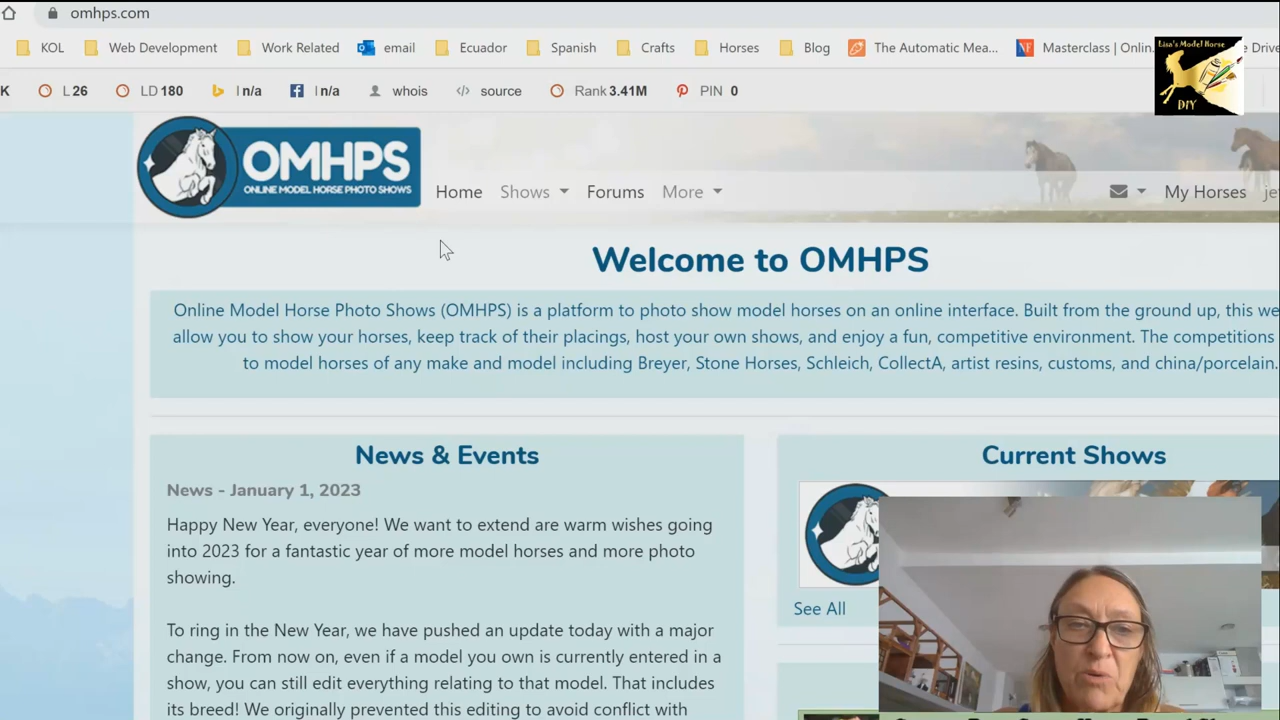 omhps.com
KOL Web Development Work Related email Ecuador Spanish Crafts Horses Blog The Automatic Mea... Masterclass | Onlin... Drive
K L 26 LD 180 I n/a I n/a whois source Rank 3.41M PIN 0
Lisa's Model Horse
DIY
OMHPS
ONLINE MODEL HORSE PHOTO SHOWS
Home Shows Forums More My Horses je
Welcome to OMHPS
Online Model Horse Photo Shows (OMHPS) is a platform to photo show model horses on an online interface. Built from the ground up, this we
allow you to show your horses, keep track of their placings, host your own shows, and enjoy a fun, competitive environment. The competitions
to model horses of any make and model including Breyer, Stone Horses, Schleich, CollectA, artist resins, customs, and china/porcelain.
News & Events
News - January 1, 2023
Happy New Year, everyone! We want to extend are warm wishes going
into 2023 for a fantastic year of more model horses and more photo
showing.
To ring in the New Year, we have pushed an update today with a major
change. From now on, even if a model you own is currently entered in a
show, you can still edit everything relating to that model. That includes
its breed! We originally prevented this editing to avoid conflict with
Current Shows
See All